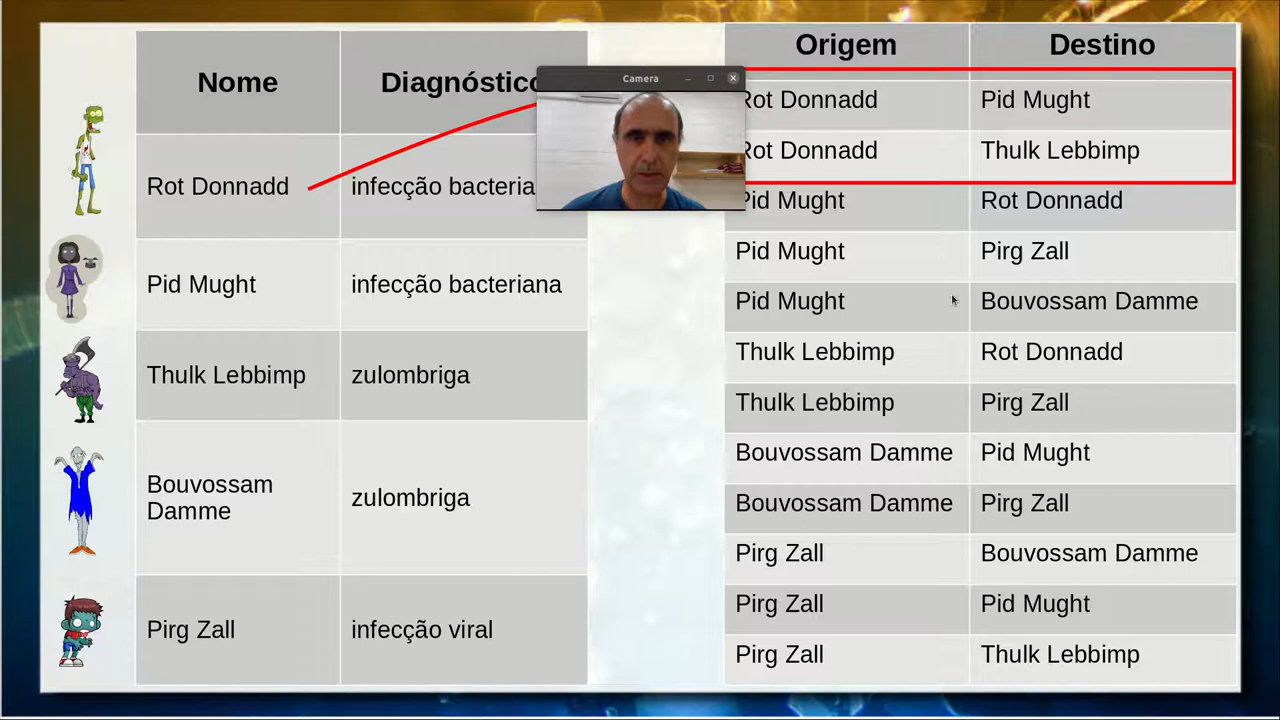 Nome Diagnóstico
Rot Donnadd infecção bacteria
Pid Mught infecção bacteriana
Thulk Lebbimp zulombriga
Bouvossam
Damme zulombriga
Pirg Zall infecção viral
Camera
Origem Destino
Rot Donnadd Pid Mught
Rot Donnadd Thulk Lebbimp
Pid Mught Rot Donnadd
Pid Mught Pirg Zall
Pid Mught Bouvossam Damme
Thulk Lebbimp Rot Donnadd
Thulk Lebbimp Pirg Zall
Bouvossam Damme Pid Mught
Bouvossam Damme Pirg Zall
Pirg Zall Bouvossam Damme
Pirg Zall Pid Mught
Pirg Zall Thulk Lebbimp